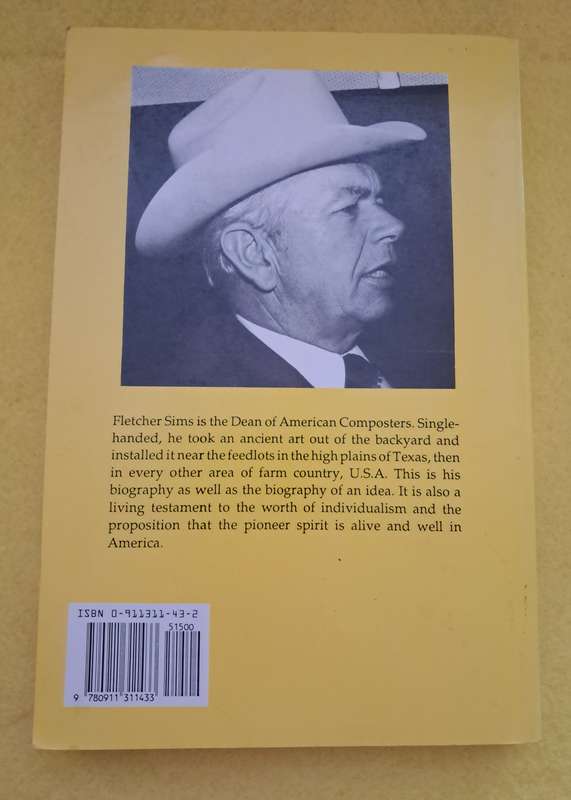 Fletcher Sims is the Dean of American Composters. Single-
handed, he took an ancient art out of the backyard and
installed it near the feedlots in the high plains of Texas, then
in every other area of farm country, U.S.A. This is his
biography as well as the biography of an idea. It is also a
living testament to the worth of individualism and the
proposition that the pioneer spirit is alive and well in
America.
ISBN 0-911311-43-2
51500
9 780911 311433